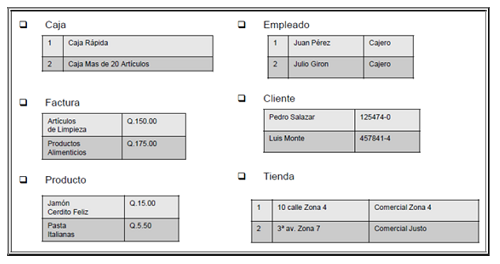 Caja
1 Caja Rápida
2 Caja Mas de 20 Artículos
Empleado
1 Juan Pérez Cajero
2 Julio Giron Cajero
Factura
Artículos Q.150.00
de Limpieza
Productos Q.175.00
Alimenticios
Cliente
Pedro Salazar 125474-0
Luis Monte 457841-4
Producto
Jamón Q.15.00
Cerdito Feliz
Pasta Q.5.50
Italianas
Tienda
1 10 calle Zona 4 Comercial Zona 4
2 3ª av. Zona 7 Comercial Justo